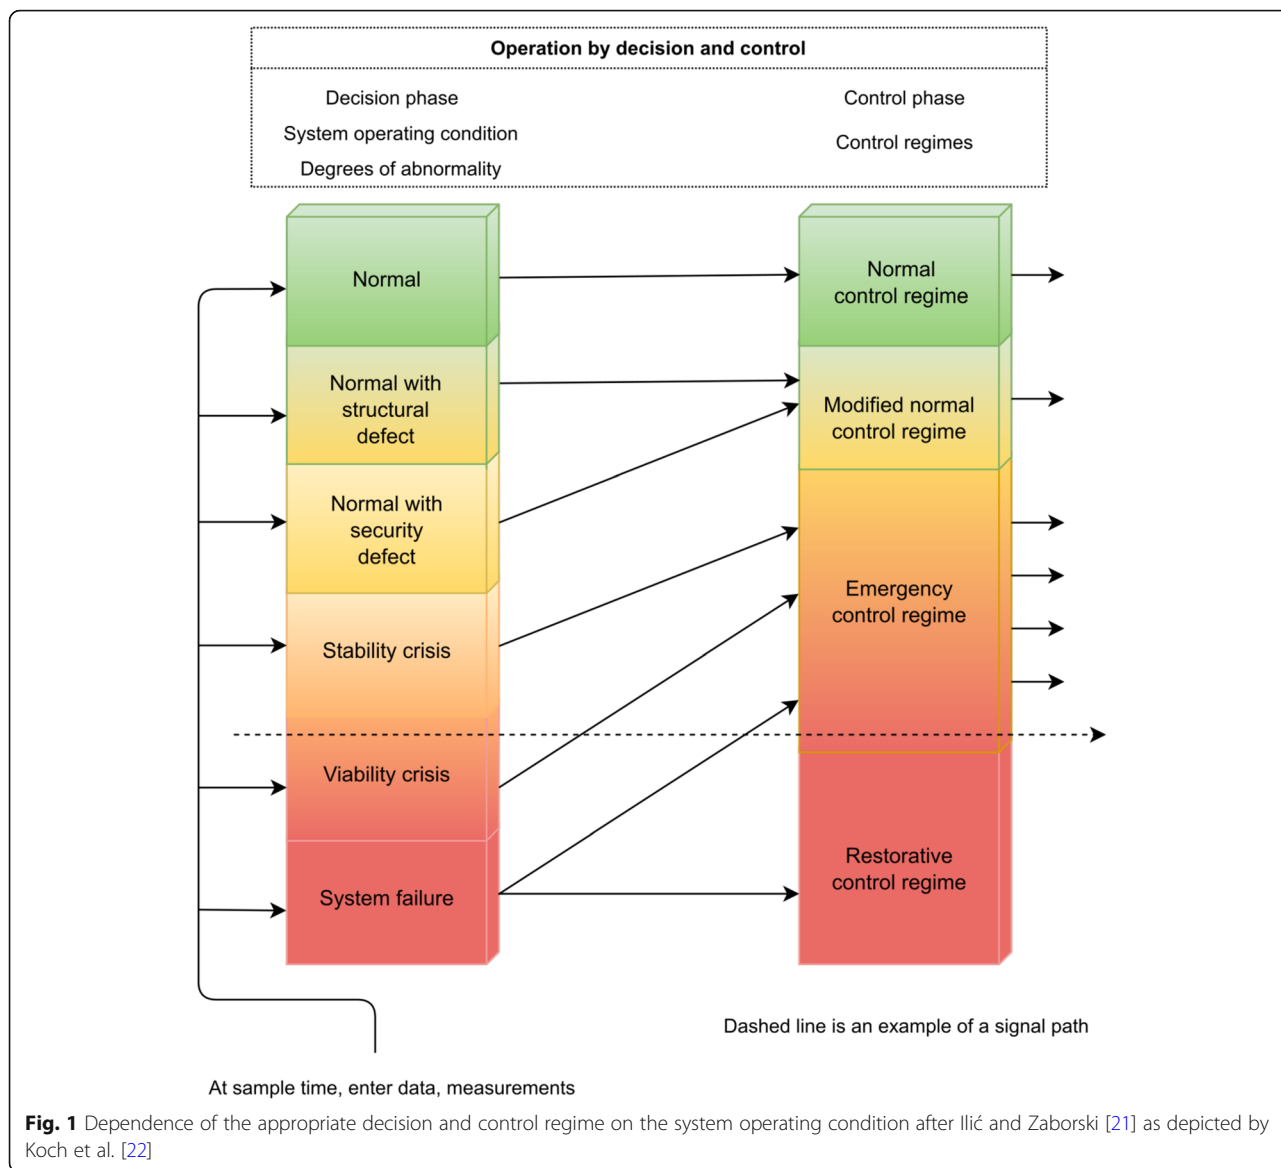 Operation by decision and control
Decision phase
Control phase
System operating condition
Control regimes
Degrees of abnormality
Normal
Normal
control regime
Normal with
structural
defect
Modified normal
control regime
Normal with
security
defect
Emergency
control regime
Stability crisis
Viability crisis
Restorative
control regime
System failure
Dashed line is an example of a signal path
At sample time, enter data, measurements
Fig. 1 Dependence of the appropriate decision and control regime on the system operating condition after Ilić and Zaborski [21] as depicted by
Koch et al. [22]